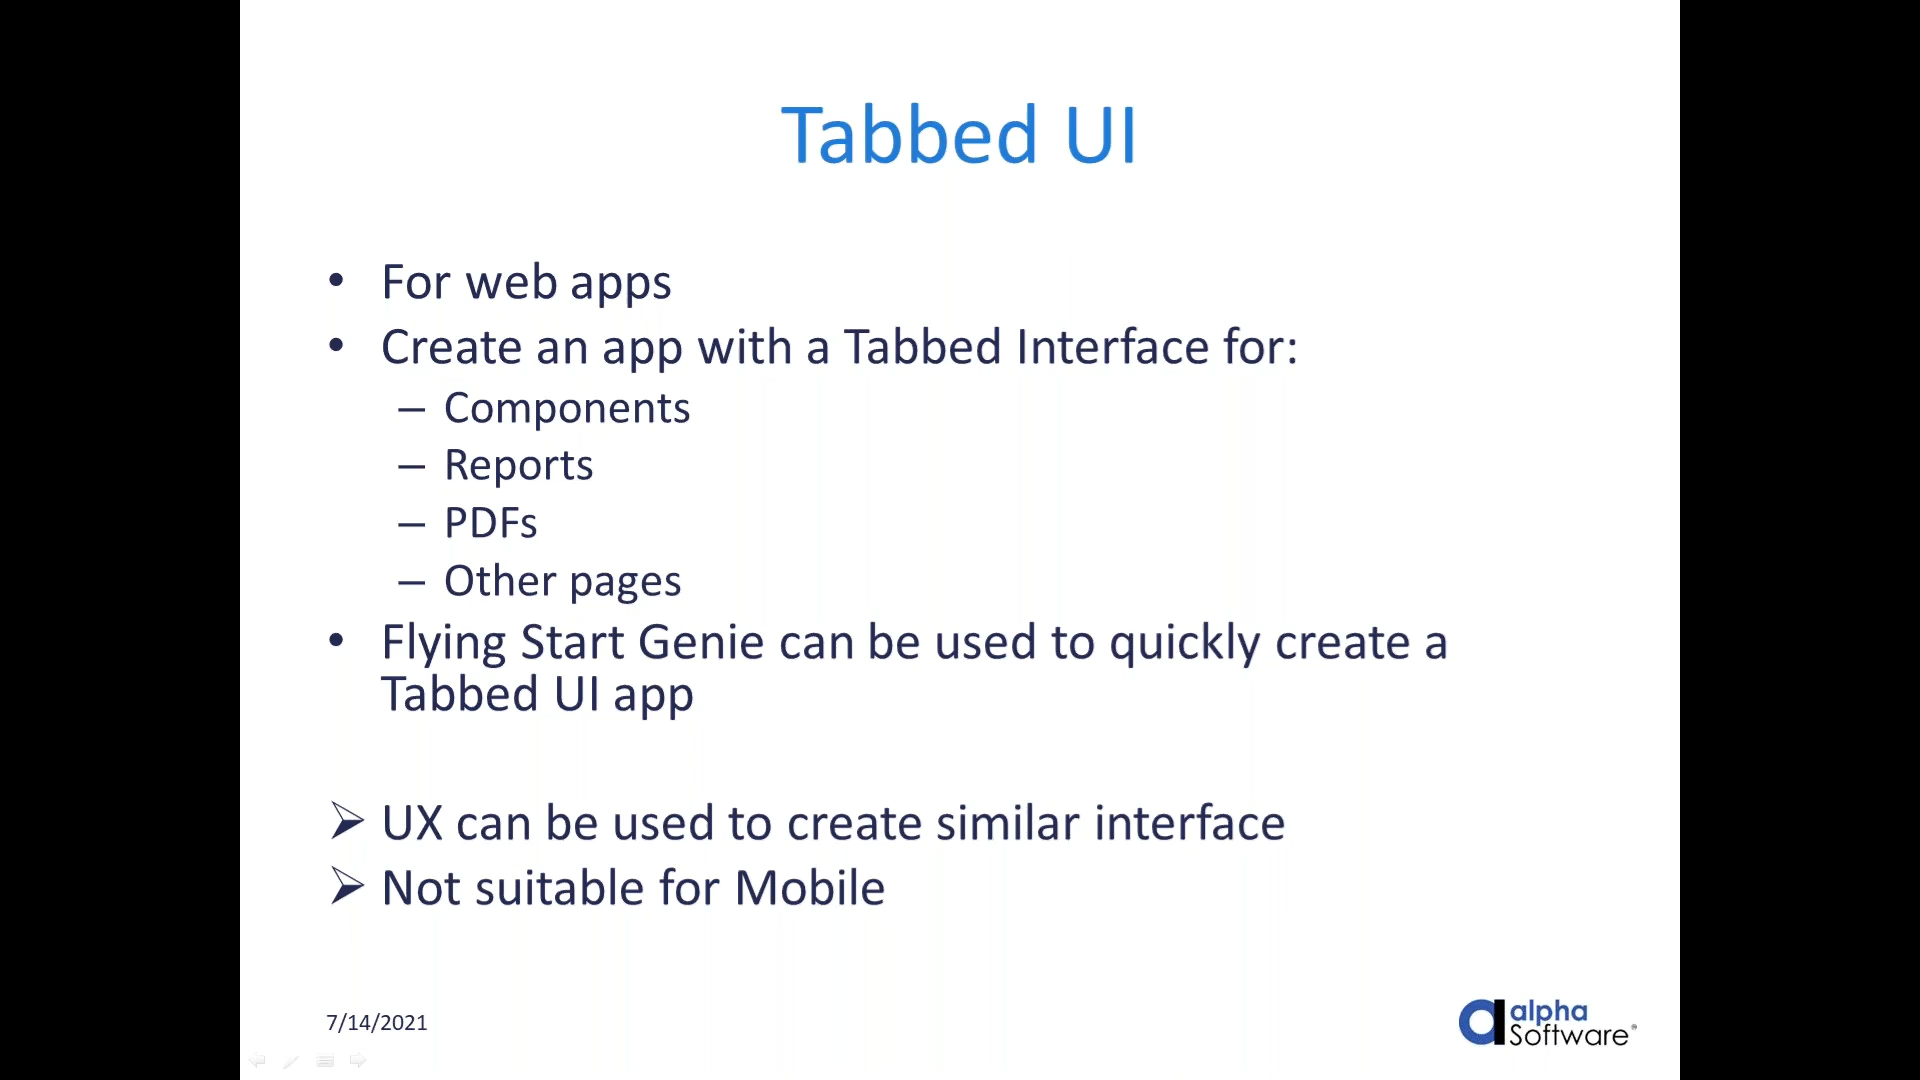 Tabbed UI
• For web apps
• Create an app with a Tabbed Interface for:
– Components
– Reports
– PDFs
– Other pages
• Flying Start Genie can be used to quickly create a
Tabbed UI app
➢ UX can be used to create similar interface
➢ Not suitable for Mobile
7/14/2021
alpha
Software®